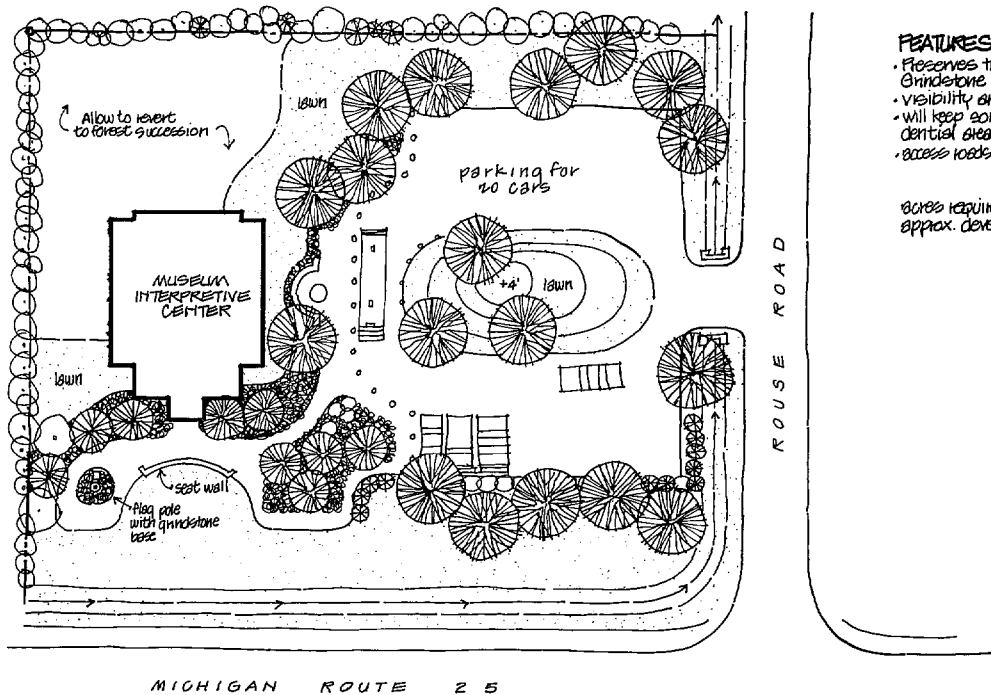 FEATURES
• Preserves
Grindstone
• visibility
• will keep
dential area
• access roads
acres
approx.
lawn
Allow to revert
to forest succession
parking for
20 cars
MUSEUM
INTERPRETIVE
CENTER
+4'
lawn
ROUSE ROAD
lawn
seat wall
flag pole
with grindstone
base
MICHIGAN ROUTE 25